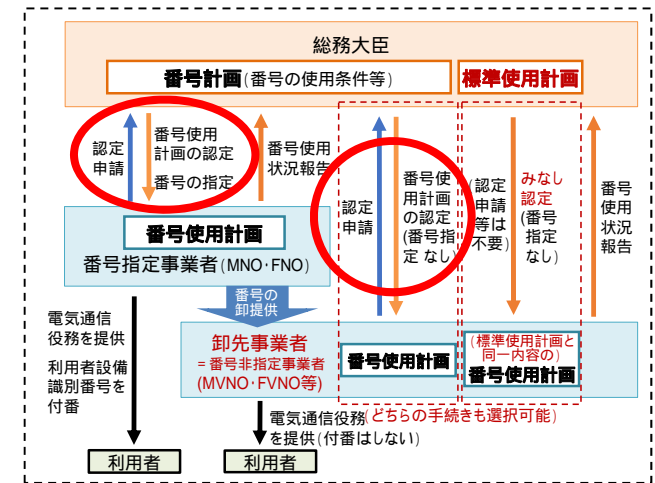 総務大臣
番号計画(番号の使用条件等)
標準使用計画
認定
申請
番号使用
計画の認定
番号の指定
番号使用
状況報告
認定
申請
番号使
用計画
の認定
(番号指
定 なし)
(認定
申請
等は
不要)
みなし
認定
(番号
指定
なし)
番号
使用
状況
報告
番号使用計画
番号指定事業者(MNO・FNO)
番号の
卸提供
電気通信
役務を提供
利用者設備
識別番号を
付番
卸先事業者
= 番号非指定事業者
(MVNO・FVNO等)
番号使用計画
(標準使用計画と
同一内容の)
番号使用計画
電気通信役務
を提供(付番はしない)
(どちらの手続きも選択可能)
利用者
利用者